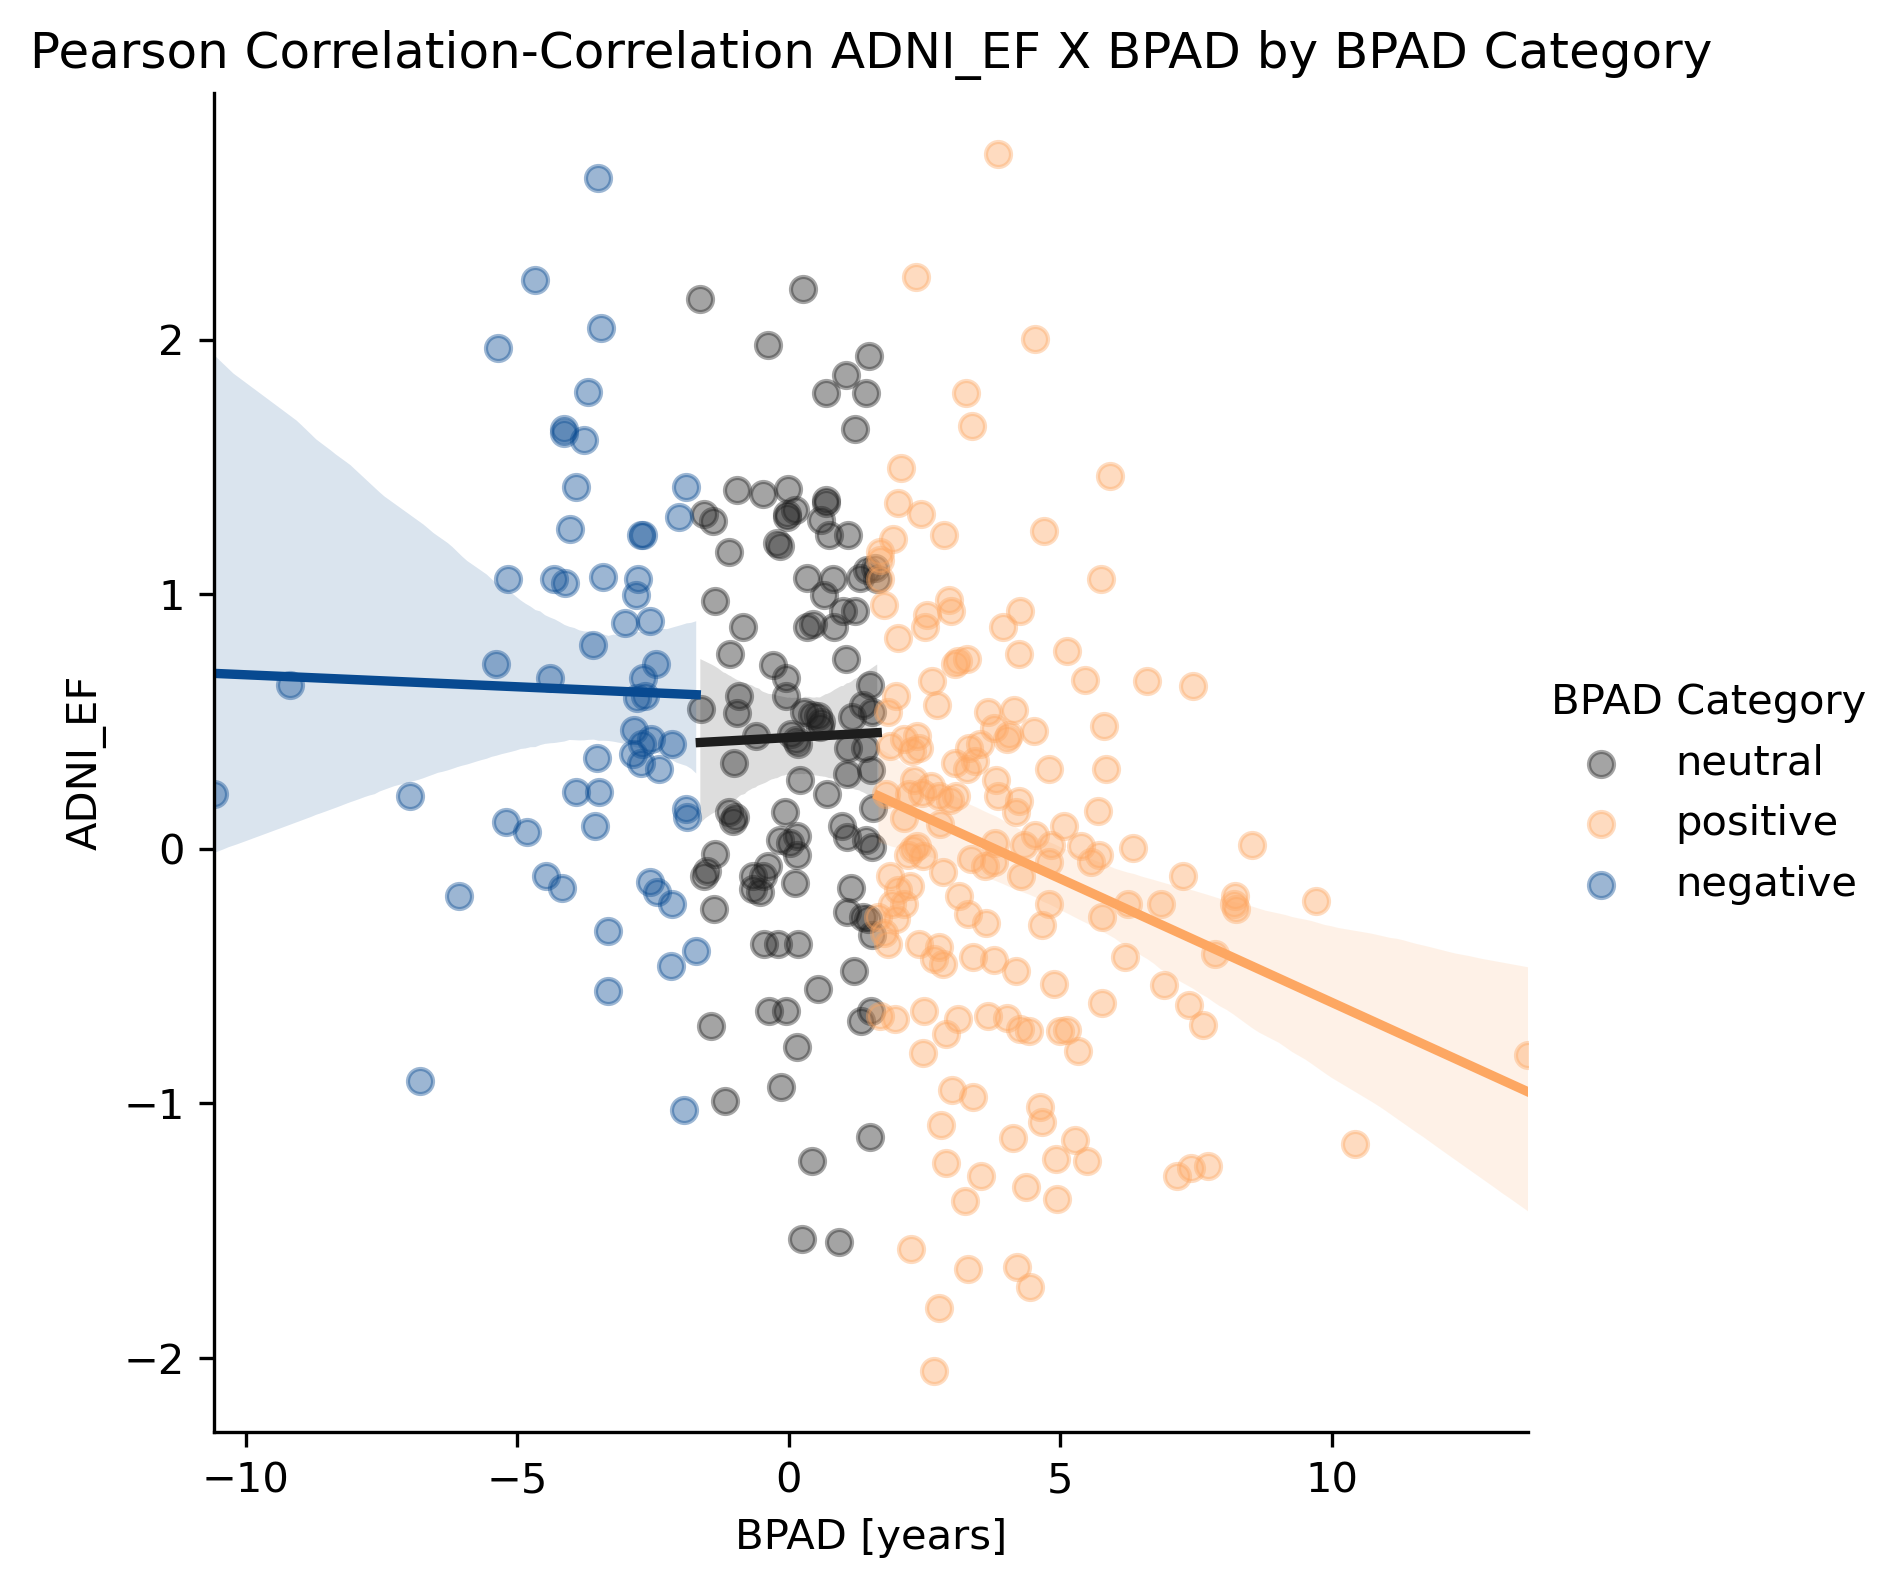 Pearson Correlation-Correlation ADNI_EF X BPAD by BPAD Category
ADNI_EF
2
1
0
−1
−2
−10
−5
0
5
10
BPAD [years]
BPAD Category
neutral
positive
negative